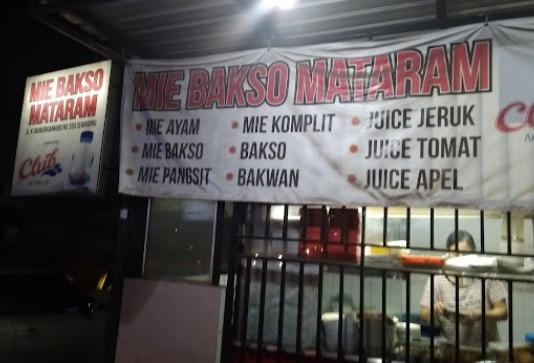 MIE BAKSO
MATARAM
Club
MIE BAKSO MATARAM
MIE AYAM
MIE BAKSO
MIE PANGSIT
MIE KOMPLIT
BAKSO
BAKWAN
JUICE JERUK
JUICE TOMAT
JUICE APEL